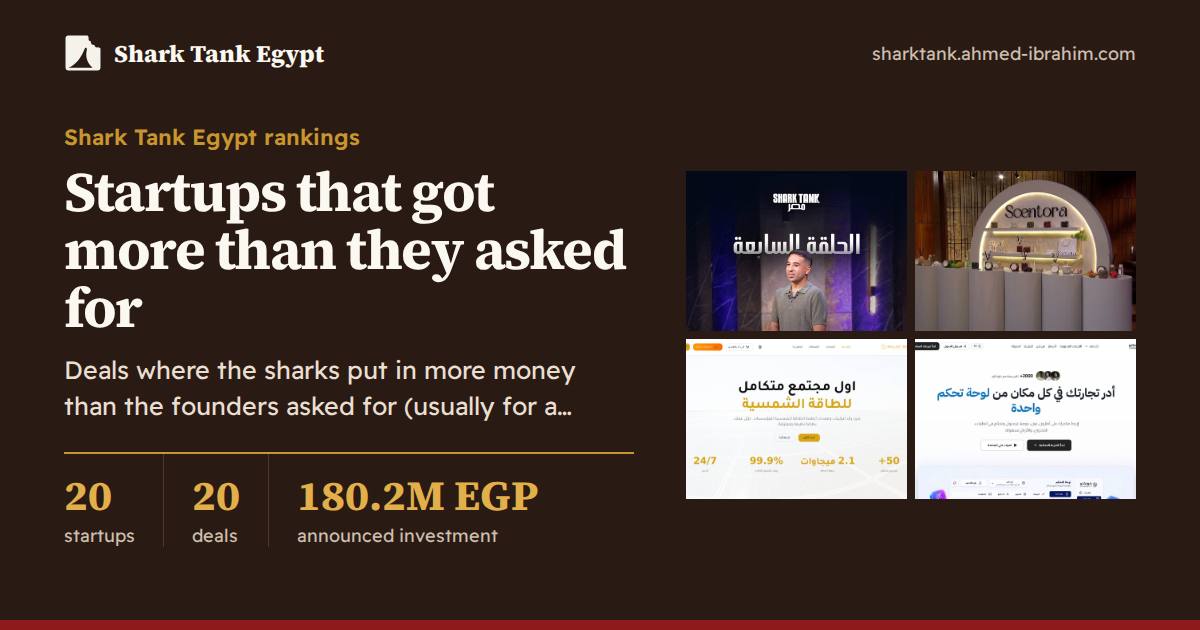 Shark Tank Egypt
sharktank.ahmed-ibrahim.com
Shark Tank Egypt rankings
Startups that got
more than they asked
for
Deals where the sharks put in more money
than the founders asked for (usually for a...
20
startups
20
deals
180.2M EGP
announced investment
SHARK TANK
مصر
الحلقة السابعة
Scentora
اول مجتمع متكامل
للطاقة الشمسية
50+
2.1 ميجاوات
99.9%
24/7
أدر تجارتك في كل مكان من لوحة تحكم
واحدة